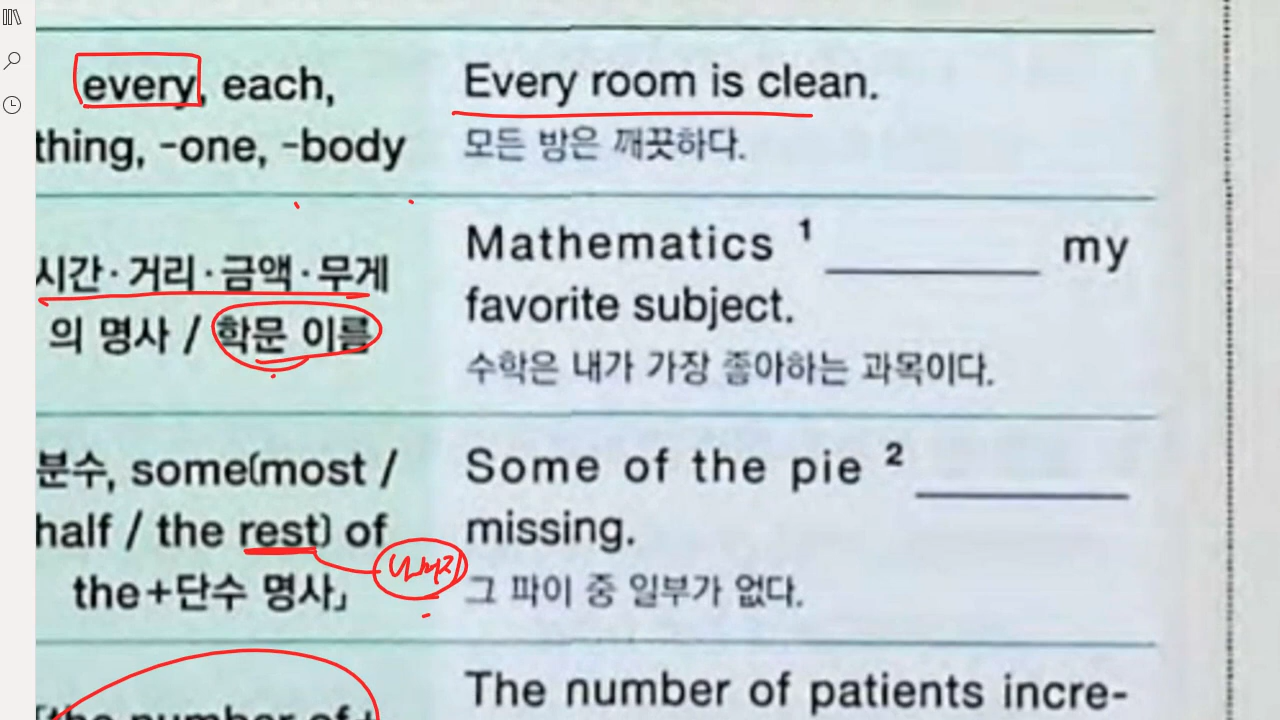 every, each,
thing, -one, -body
Every room is clean.
모든 방은 깨끗하다.
시간·거리·금액·무게
의 명사 / 학문 이름
Mathematics ¹ ________ my
favorite subject.
수학은 내가 가장 좋아하는 과목이다.
분수, some(most /
half / the rest) of
the+단수 명사」
나머지
Some of the pie ² ________
missing.
그 파이 중 일부가 없다.
「the number of+
The number of patients incre-